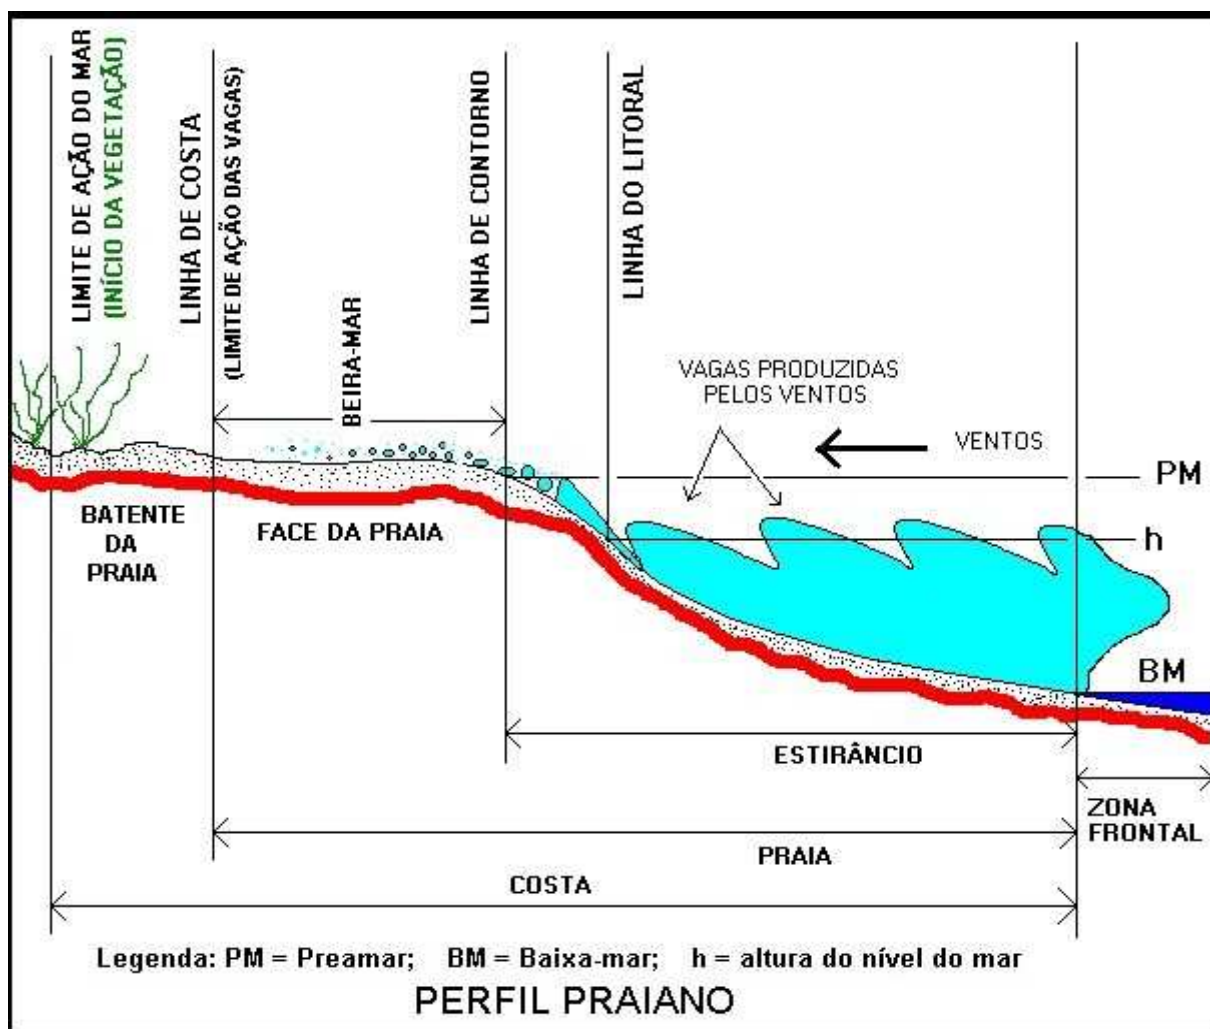 LIMITE DE AÇÃO DO MAR
(INÍCIO DA VEGETAÇÃO)
LINHA DE COSTA
(LIMITE DE AÇÃO DAS VAGAS)
BEIRA-MAR
LINHA DE CONTORNO
LINHA DO LITORAL
VAGAS PRODUZIDAS
PELOS VENTOS
VENTOS
PM
h
BM
BATENTE
DA
PRAIA
FACE DA PRAIA
ESTIRÂNCIO
ZONA
FRONTAL
PRAIA
COSTA
Legenda: PM = Preamar; BM = Baixa-mar; h = altura do nível do mar
PERFIL PRAIANO